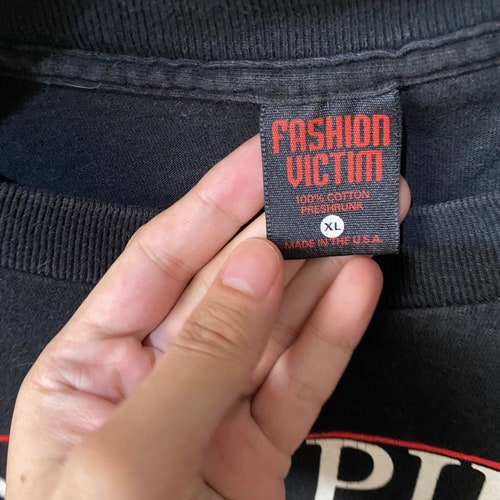 FASHION
VICTIM
100% COTTON
PRESHRUNK
XL
MADE IN THE U.S.A.